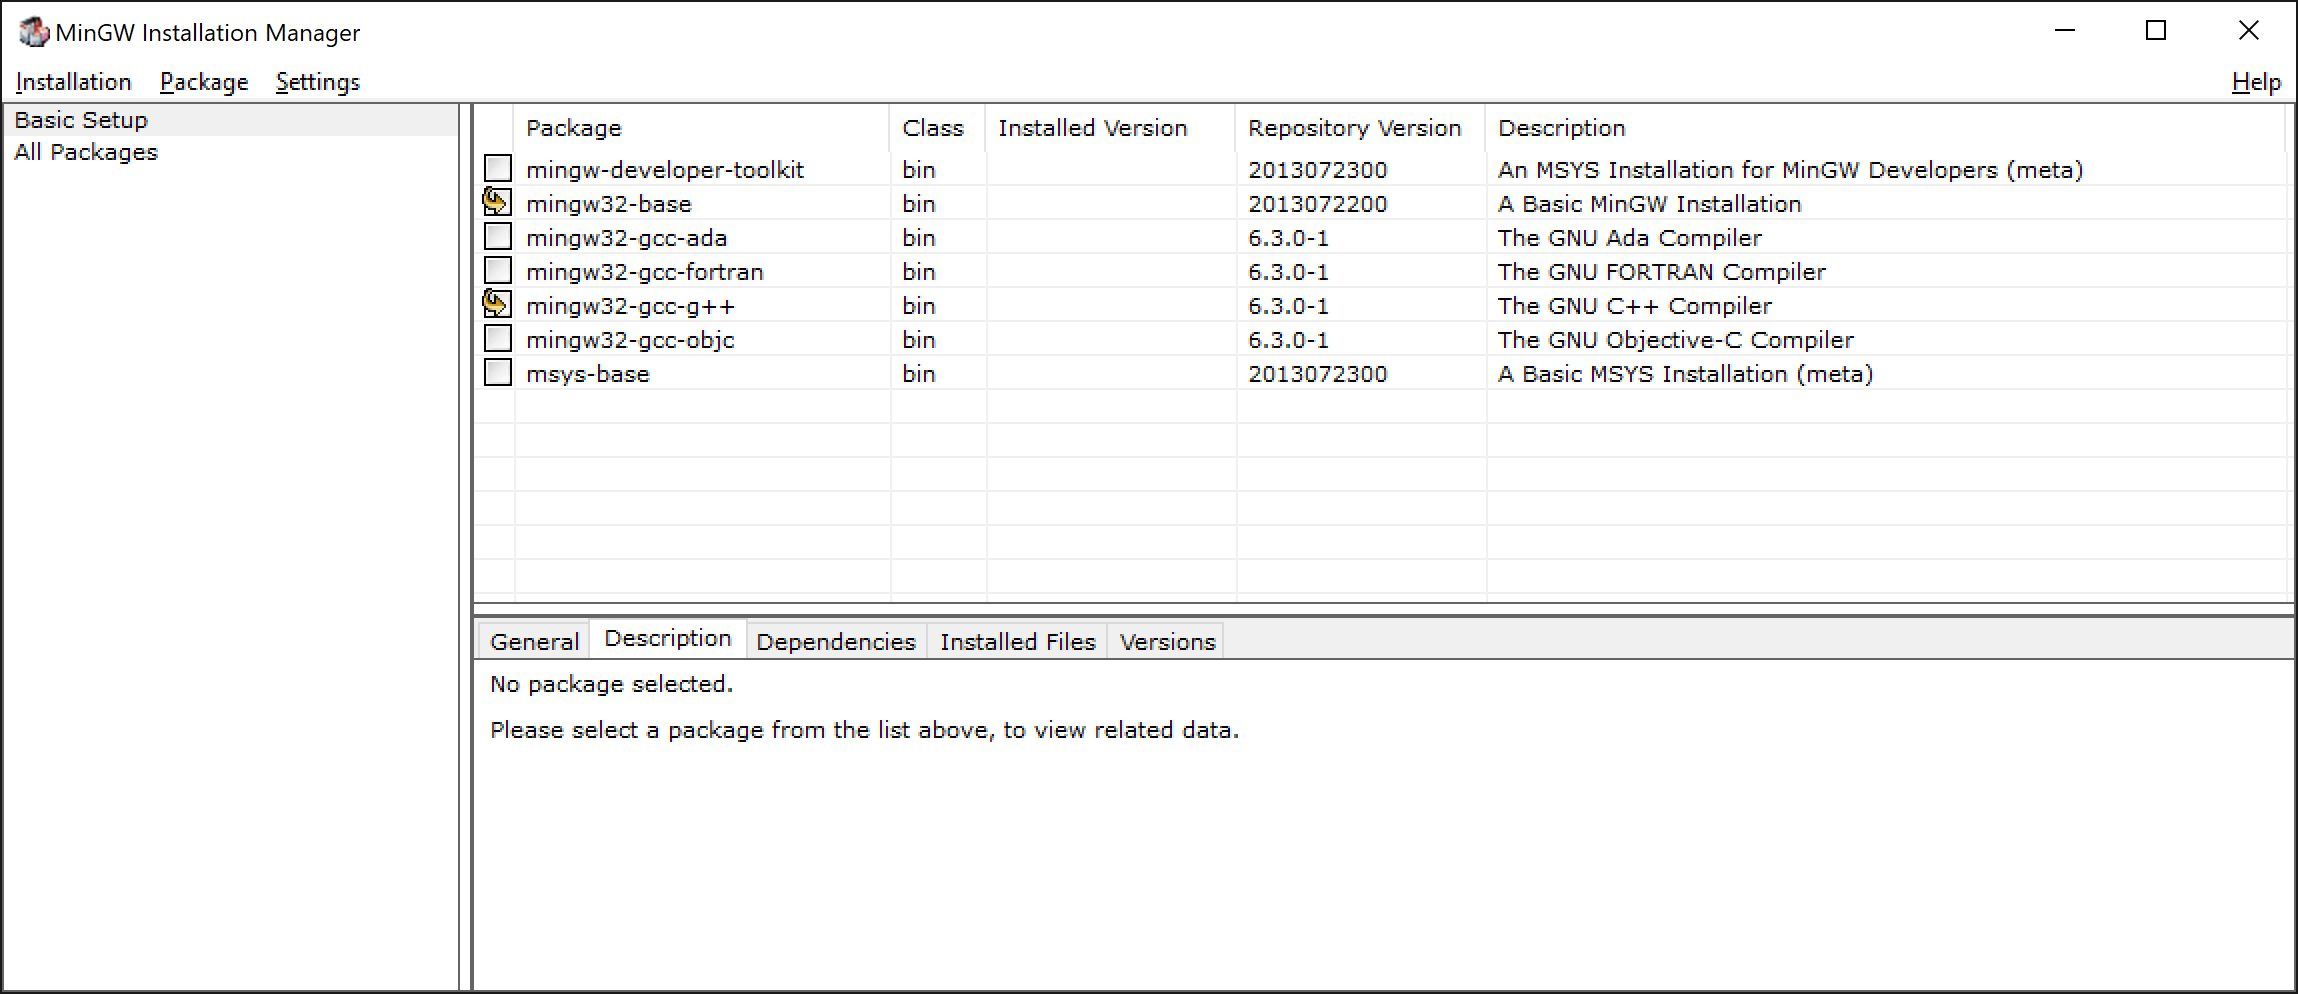 MinGW Installation Manager
Installation Package Settings Help
Basic Setup
All Packages
Package Class Installed Version Repository Version Description
mingw-developer-toolkit bin 2013072300 An MSYS Installation for MinGW Developers (meta)
mingw32-base bin 2013072200 A Basic MinGW Installation
mingw32-gcc-ada bin 6.3.0-1 The GNU Ada Compiler
mingw32-gcc-fortran bin 6.3.0-1 The GNU FORTRAN Compiler
mingw32-gcc-g++ bin 6.3.0-1 The GNU C++ Compiler
mingw32-gcc-objc bin 6.3.0-1 The GNU Objective-C Compiler
msys-base bin 2013072300 A Basic MSYS Installation (meta)
General Description Dependencies Installed Files Versions
No package selected.
Please select a package from the list above, to view related data.